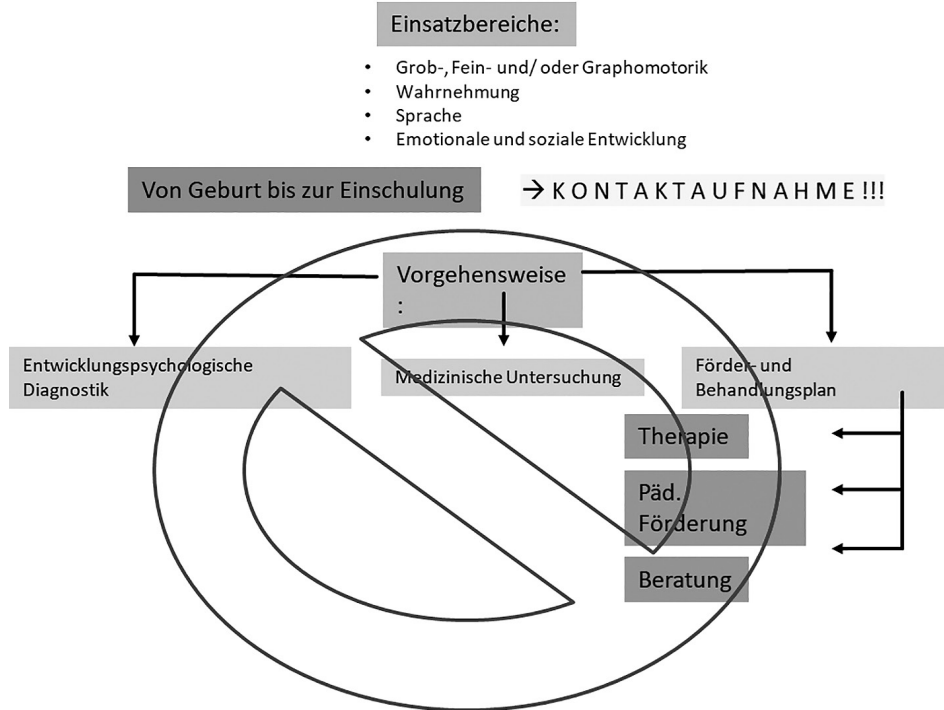 Einsatzbereiche:
• Grob-, Fein- und/ oder Graphomotorik
• Wahrnehmung
• Sprache
• Emotionale und soziale Entwicklung
Von Geburt bis zur Einschulung
→ K O N T A K T A U F N A H M E !!!
Vorgehensweise
:
Entwicklungspsychologische
Diagnostik
Medizinische Untersuchung
Förder- und
Behandlungsplan
Therapie
Päd.
Förderung
Beratung